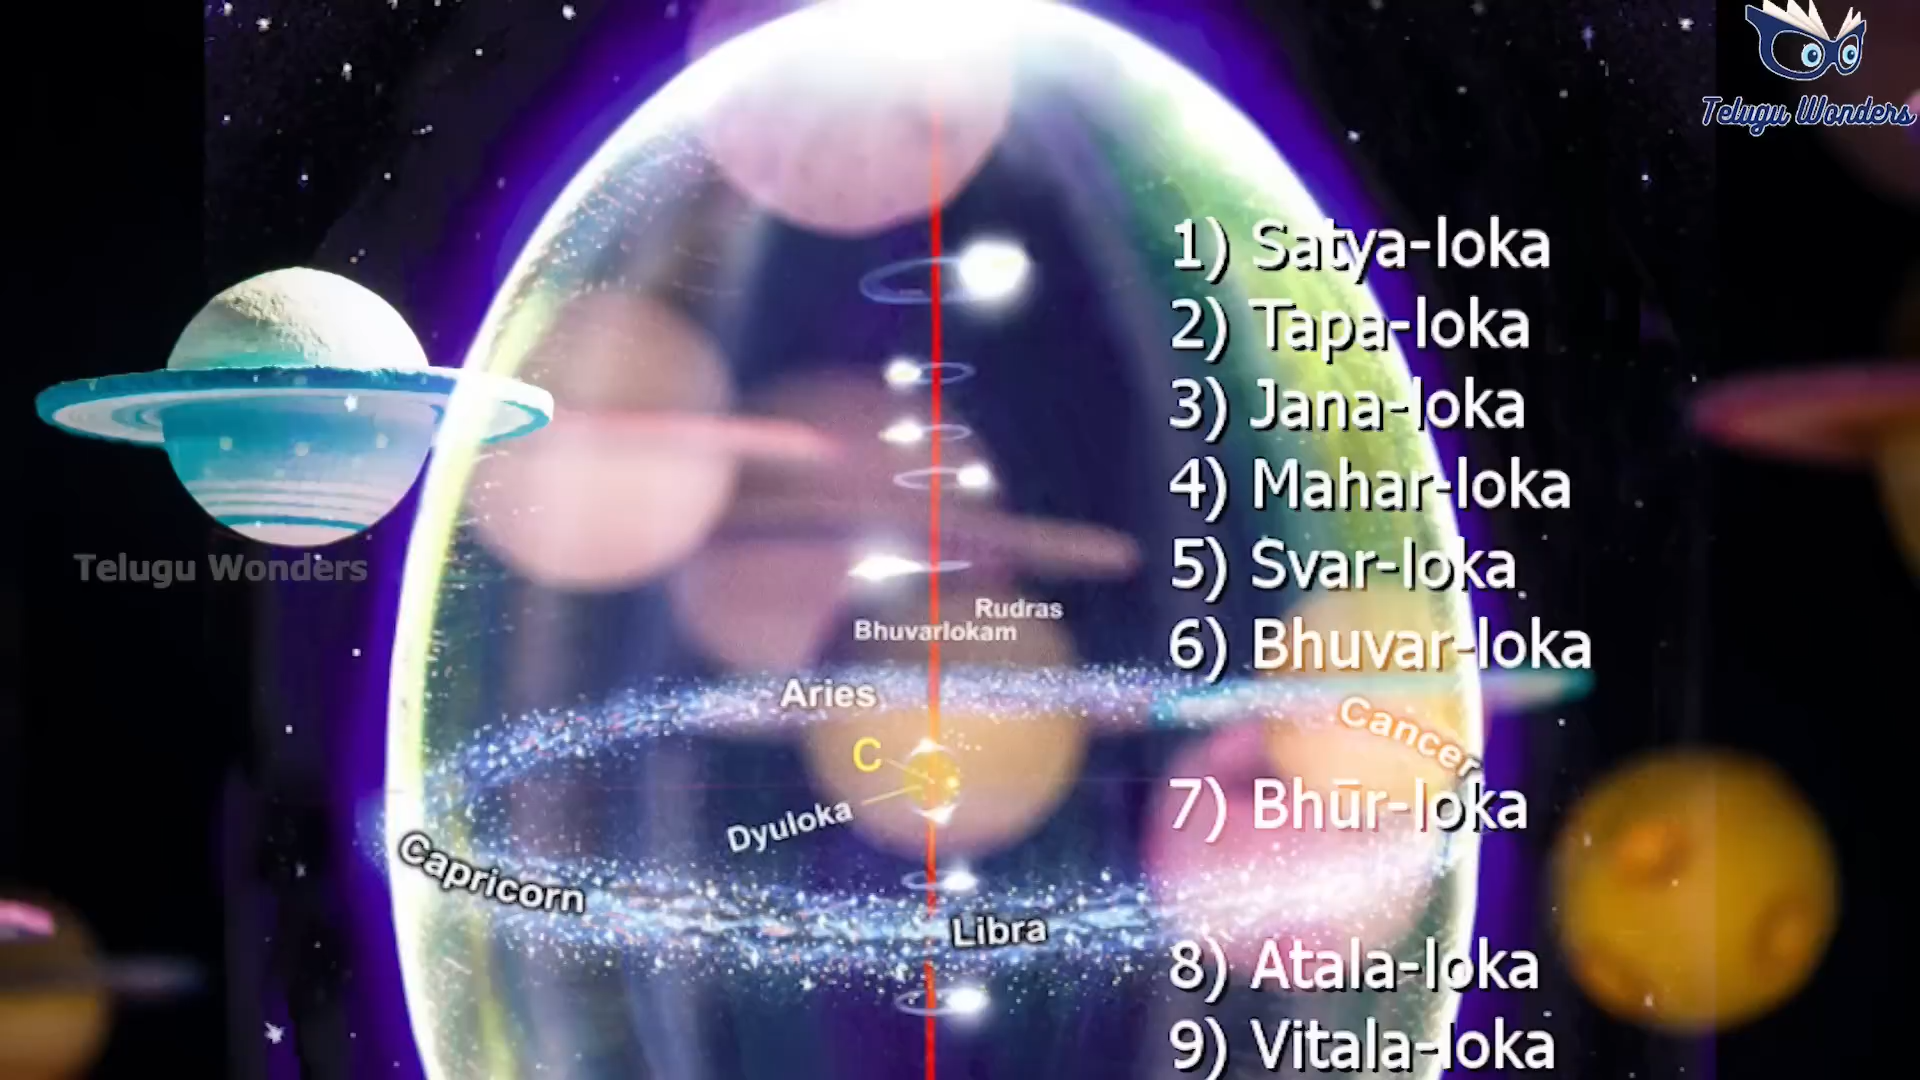 Telugu Wonders
1) Satya-loka
2) Tapa-loka
3) Jana-loka
4) Mahar-loka
5) Svar-loka
Telugu Wonders
Rudras
Bhuvarlokam
6) Bhuvar-loka
Aries
Cancer
C
7) Bhūr-loka
Dyuloka
Capricorn
Libra
8) Atala-loka
9) Vitala-loka